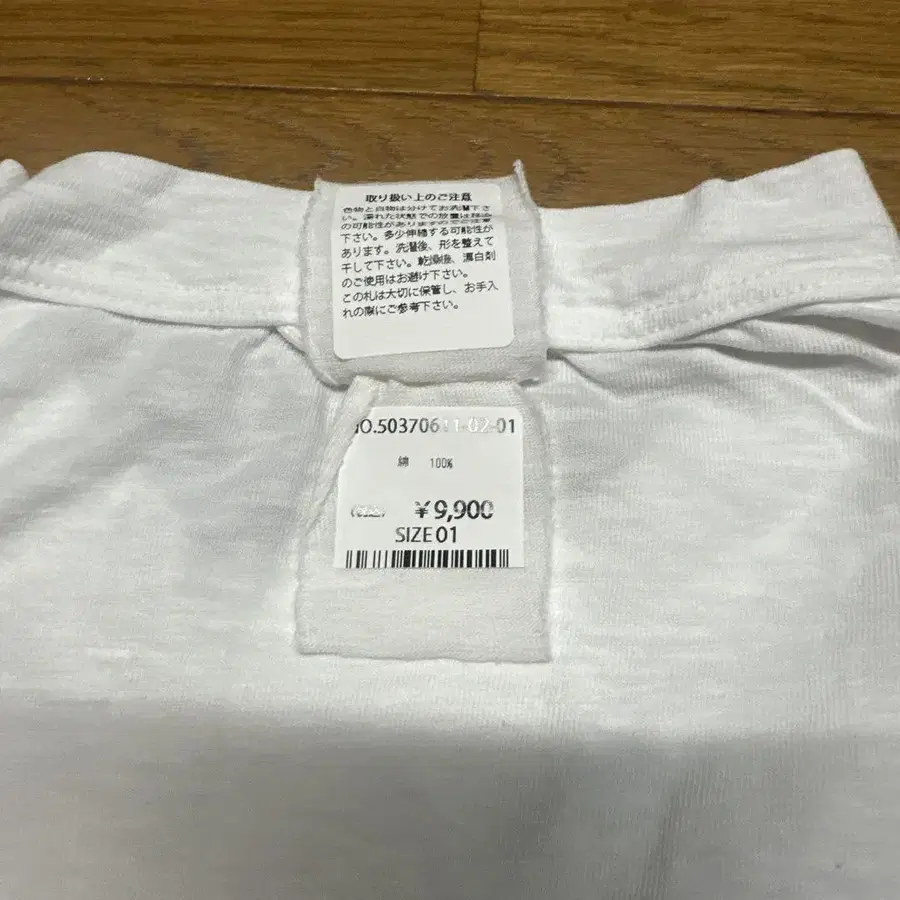 取り扱い上のご注意
色物と白物は分けてお洗濯下さ
い。濡れた状態での放置は移染
の可能性がありますのでご注意
下さい。多少伸縮する可能性が
あります。洗濯後、形を整えて
干して下さい。乾燥後、漂白剤
のご使用はお避け下さい。
この札は大切に保管し、お手入
れの際にご参考下さい。
NO.50370611-02-01
綿 100%
¥9,900
SIZE01